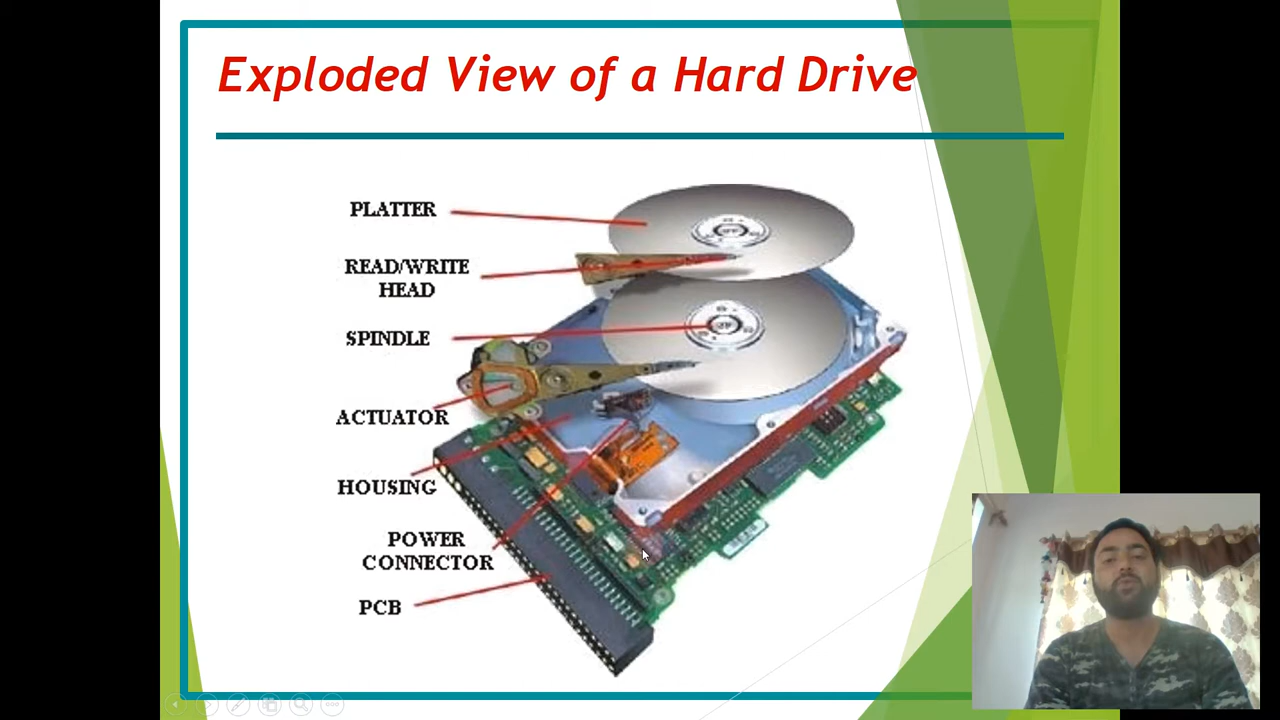 Exploded View of a Hard Drive
PLATTER
READ/WRITE
HEAD
SPINDLE
ACTUATOR
HOUSING
POWER
CONNECTOR
PCB